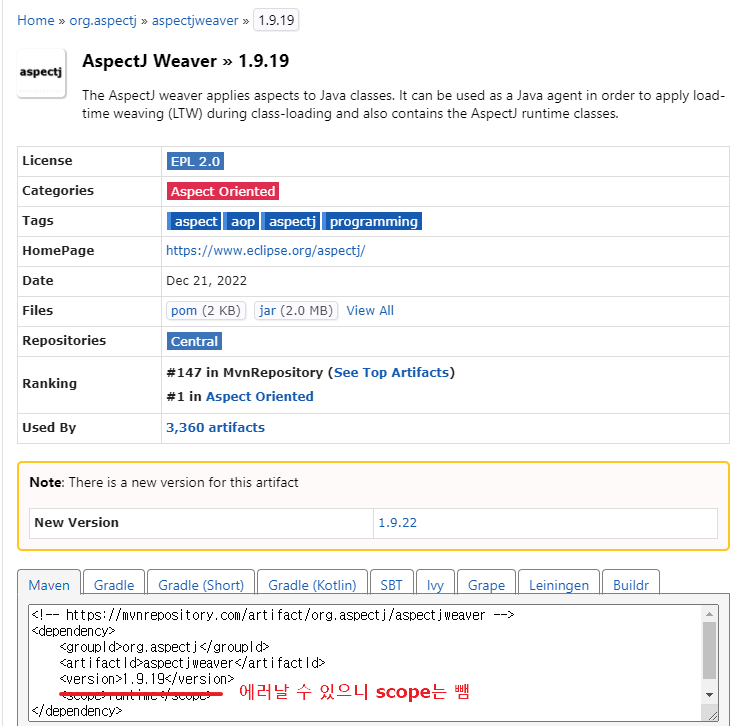 Home » org.aspectj » aspectjweaver » 1.9.19
aspectj
AspectJ Weaver » 1.9.19
The AspectJ weaver applies aspects to Java classes. It can be used as a Java agent in order to apply load-
time weaving (LTW) during class-loading and also contains the AspectJ runtime classes.
License EPL 2.0
Categories Aspect Oriented
Tags aspect aop aspectj programming
HomePage https://www.eclipse.org/aspectj/
Date Dec 21, 2022
Files pom (2 KB) jar (2.0 MB) View All
Repositories Central
Ranking #147 in MvnRepository (See Top Artifacts)
#1 in Aspect Oriented
Used By 3,360 artifacts
Note: There is a new version for this artifact
New Version 1.9.22
Maven Gradle Gradle (Short) Gradle (Kotlin) SBT Ivy Grape Leiningen Buildr
<!-- https://mvnrepository.com/artifact/org.aspectj/aspectjweaver -->
<dependency>
<groupId>org.aspectj</groupId>
<artifactId>aspectjweaver</artifactId>
<version>1.9.19</version>
<scope>runtime</scope> 에러날 수 있으니 scope는 뺌
</dependency>